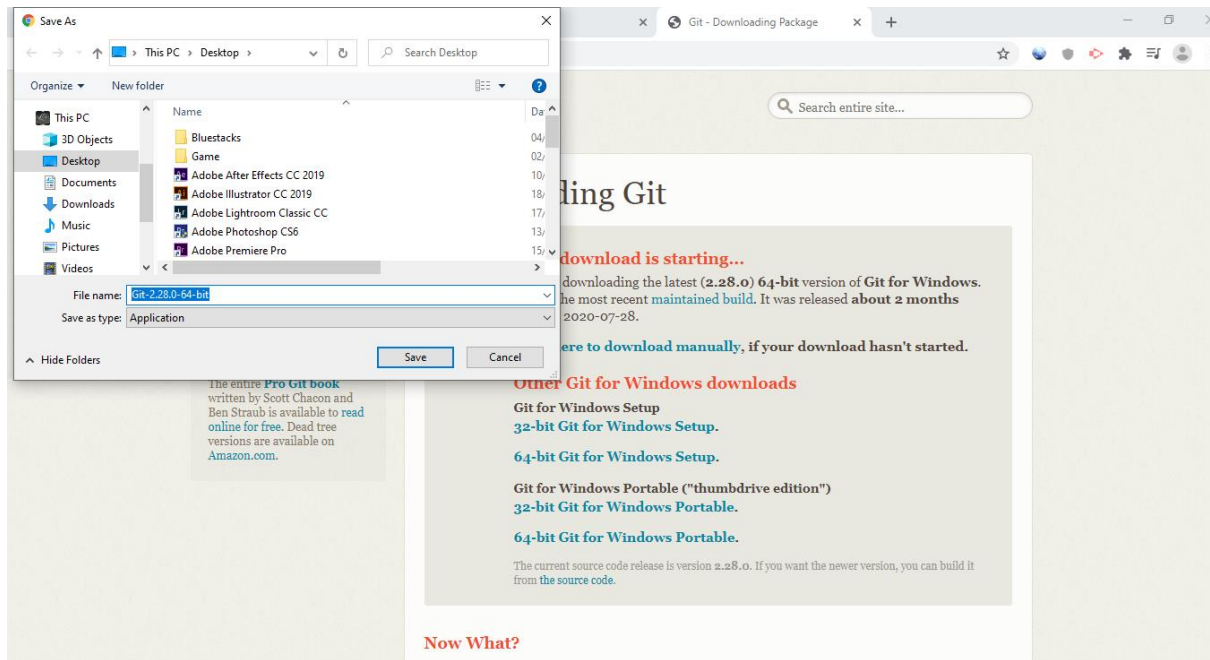 Save As
Git - Downloading Package
This PC > Desktop >
Search Desktop
Organize
New folder
This PC
3D Objects
Desktop
Documents
Downloads
Music
Pictures
Videos
Name
Bluestacks
04/
Game
02/
Adobe After Effects CC 2019
10/
Adobe Illustrator CC 2019
18/
Adobe Lightroom Classic CC
17/
Adobe Photoshop CS6
13/
Adobe Premiere Pro
15/
File name: Git-2.28.0-64-bit
Save as type: Application
Hide Folders
Save
Cancel
Search entire site...
Git
download is starting...
downloading the latest (2.28.0) 64-bit version of Git for Windows.
most recent maintained build. It was released about 2 months
2020-07-28.
to download manually, if your download hasn't started.
Other Git for Windows downloads
Git for Windows Setup
32-bit Git for Windows Setup.
64-bit Git for Windows Setup.
Git for Windows Portable ("thumbdrive edition")
32-bit Git for Windows Portable.
64-bit Git for Windows Portable.
The current source code release is version 2.28.0. If you want the newer version, you can build it
from the source code.
Now What?
The entire Pro Git book
written by Scott Chacon and
Ben Straub is available to read
online for free. Dead tree
versions are available on
Amazon.com.